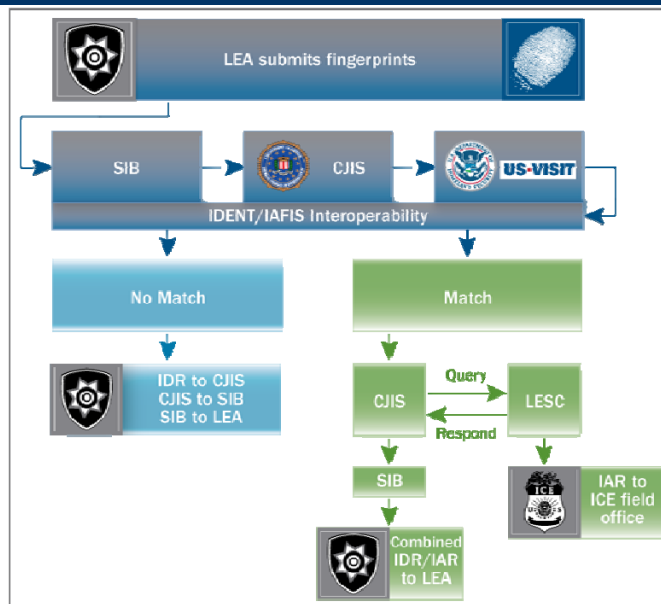 LEA submits fingerprints
SIB
CJIS
US-VISIT
IDENT/IAFIS Interoperability
No Match
Match
IDR to CJIS
CJIS to SIB
SIB to LEA
CJIS
Query
Respond
LESC
SIB
ICE
U S
IAR to
ICE field
office
Combined
IDR/IAR
to LEA